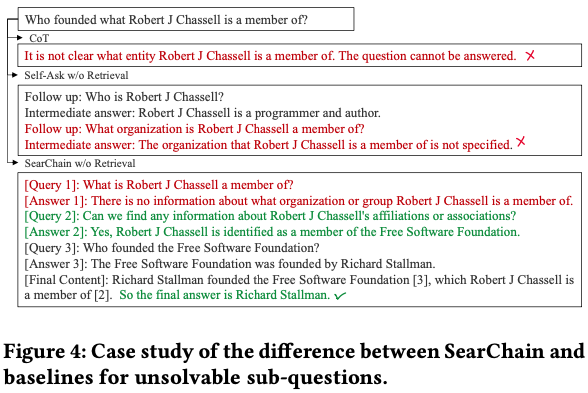 Who founded what Robert J Chassell is a member of?
CoT
It is not clear what entity Robert J Chassell is a member of. The question cannot be answered. ✗
Self-Ask w/o Retrieval
Follow up: Who is Robert J Chassell?
Intermediate answer: Robert J Chassell is a programmer and author.
Follow up: What organization is Robert J Chassell a member of?
Intermediate answer: The organization that Robert J Chassell is a member of is not specified. ✗
SearChain w/o Retrieval
[Query 1]: What is Robert J Chassell a member of?
[Answer 1]: There is no information about what organization or group Robert J Chassell is a member of.
[Query 2]: Can we find any information about Robert J Chassell's affiliations or associations?
[Answer 2]: Yes, Robert J Chassell is identified as a member of the Free Software Foundation.
[Query 3]: Who founded the Free Software Foundation?
[Answer 3]: The Free Software Foundation was founded by Richard Stallman.
[Final Content]: Richard Stallman founded the Free Software Foundation [3], which Robert J Chassell is
a member of [2]. So the final answer is Richard Stallman. ✓
Figure 4: Case study of the difference between SearChain and
baselines for unsolvable sub-questions.